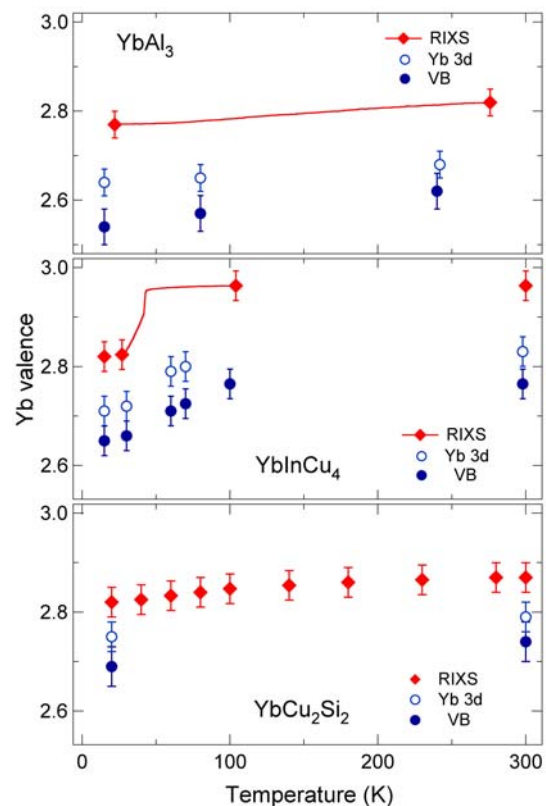 3.0
YbAl3
RIXS
Yb 3d
VB
2.8
2.6
3.0
2.8
2.6
RIXS
Yb 3d
VB
YbInCu4
Yb valence
3.0
2.8
2.6
RIXS
Yb 3d
VB
YbCu2Si2
0 100 200 300
Temperature (K)